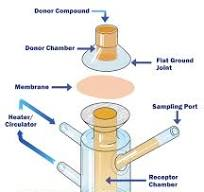 Donor Compound
Donor Chamber
Flat Ground
Joint
Membrane
Sampling Port
Heater/
Circulator
Receptor
Chamber